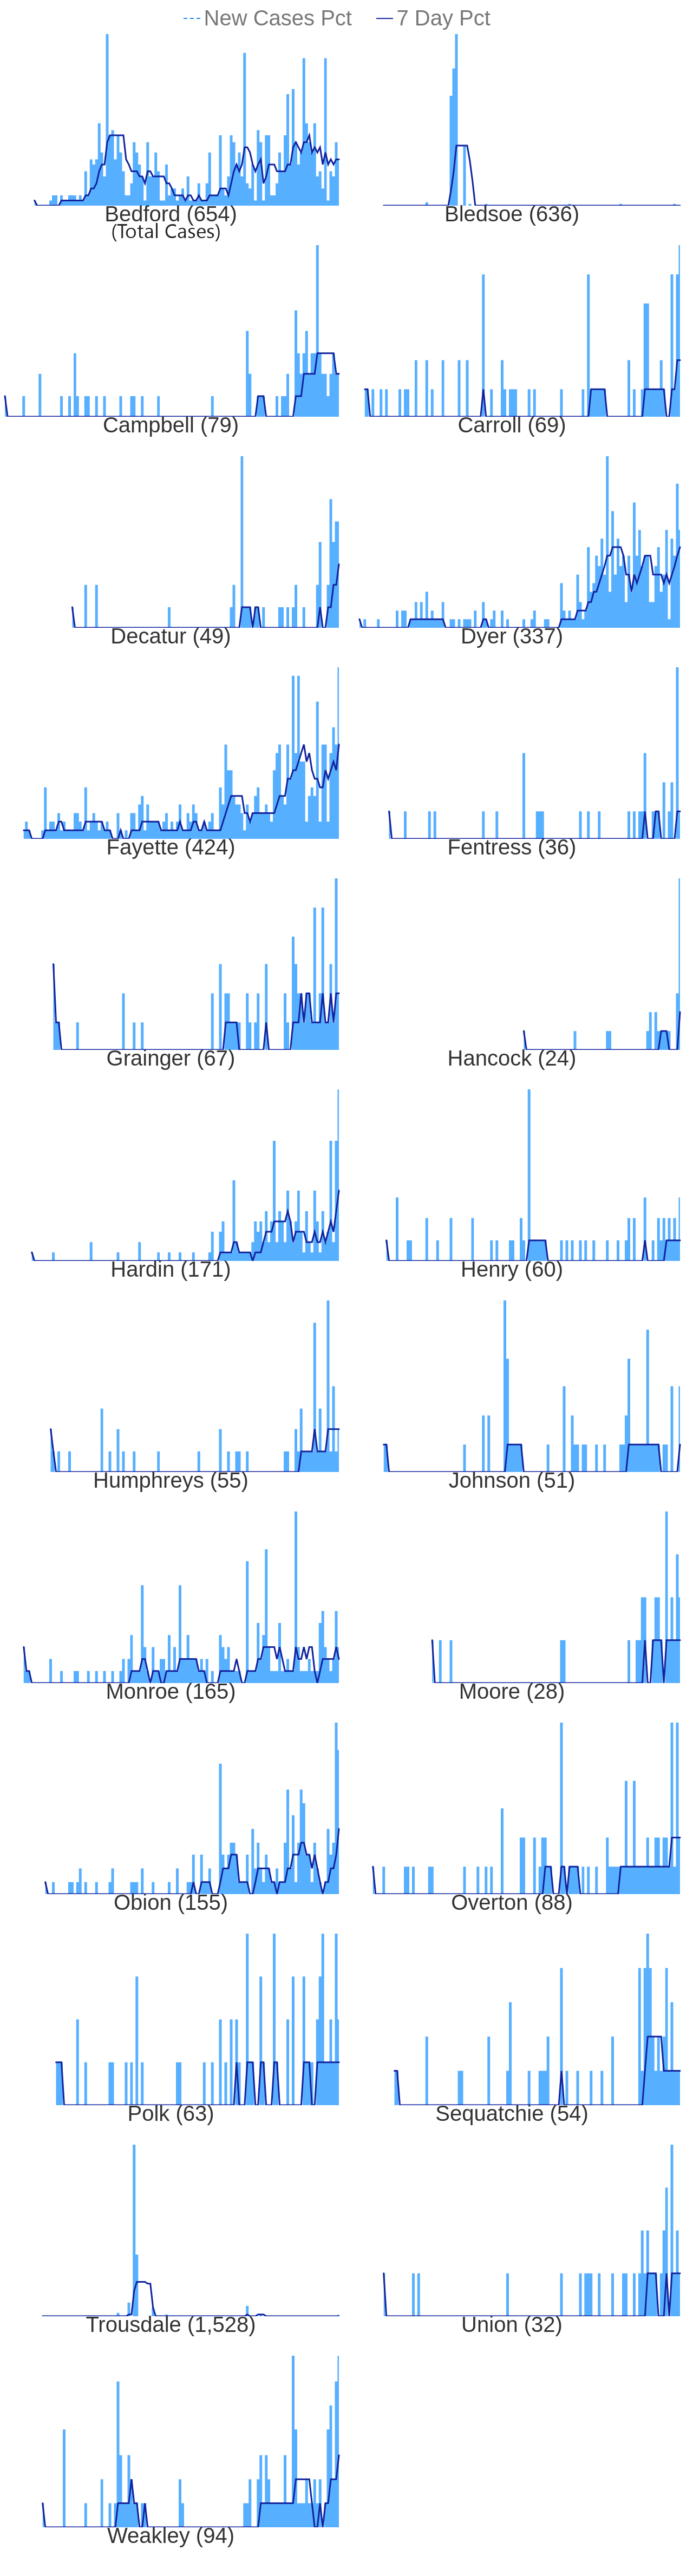 New Cases Pct 7 Day Pct
Bedford (654) Bledsoe (636)
(Total Cases)
Campbell (79) Carroll (69)
Decatur (49) Dyer (337)
Fayette (424) Fentress (36)
Grainger (67) Hancock (24)
Hardin (171) Henry (60)
Humphreys (55) Johnson (51)
Monroe (165) Moore (28)
Obion (155) Overton (88)
Polk (63) Sequatchie (54)
Trousdale (1,528) Union (32)
Weakley (94)